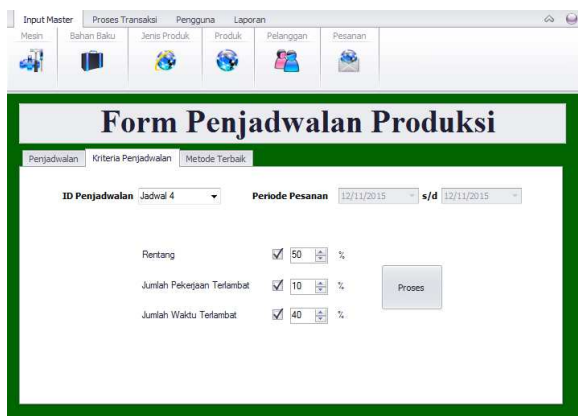 Input Master Proses Transaksi Pengguna Laporan
Mesin Bahan Baku Jenis Produk Produk Pelanggan Pesanan
Form Penjadwalan Produksi
Penjadwalan Kriteria Penjadwalan Metode Terbaik
ID Penjadwalan Jadwal 4 Periode Pesanan 12/11/2015 s/d 12/11/2015
Rentang 50 %
Jumlah Pekerjaan Terlambat 10 % Proses
Jumlah Waktu Terlambat 40 %